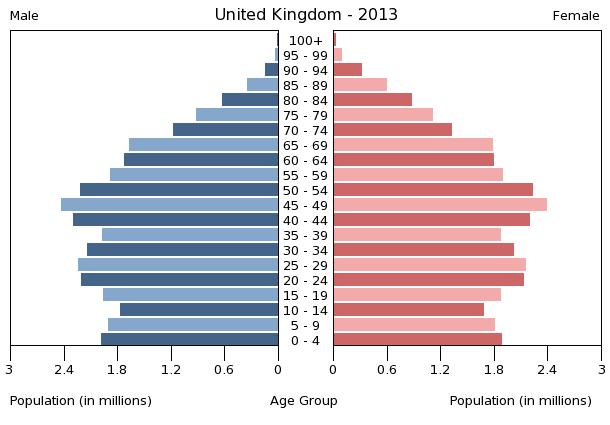 United Kingdom - 2013
Male
Female
100+
95 - 99
90 - 94
85 - 89
80 - 84
75 - 79
70 - 74
65 - 69
60 - 64
55 - 59
50 - 54
45 - 49
40 - 44
35 - 39
30 - 34
25 - 29
20 - 24
15 - 19
10 - 14
5 - 9
0 - 4
3 2.4 1.8 1.2 0.6 0 0 0.6 1.2 1.8 2.4 3
Population (in millions) Age Group Population (in millions)